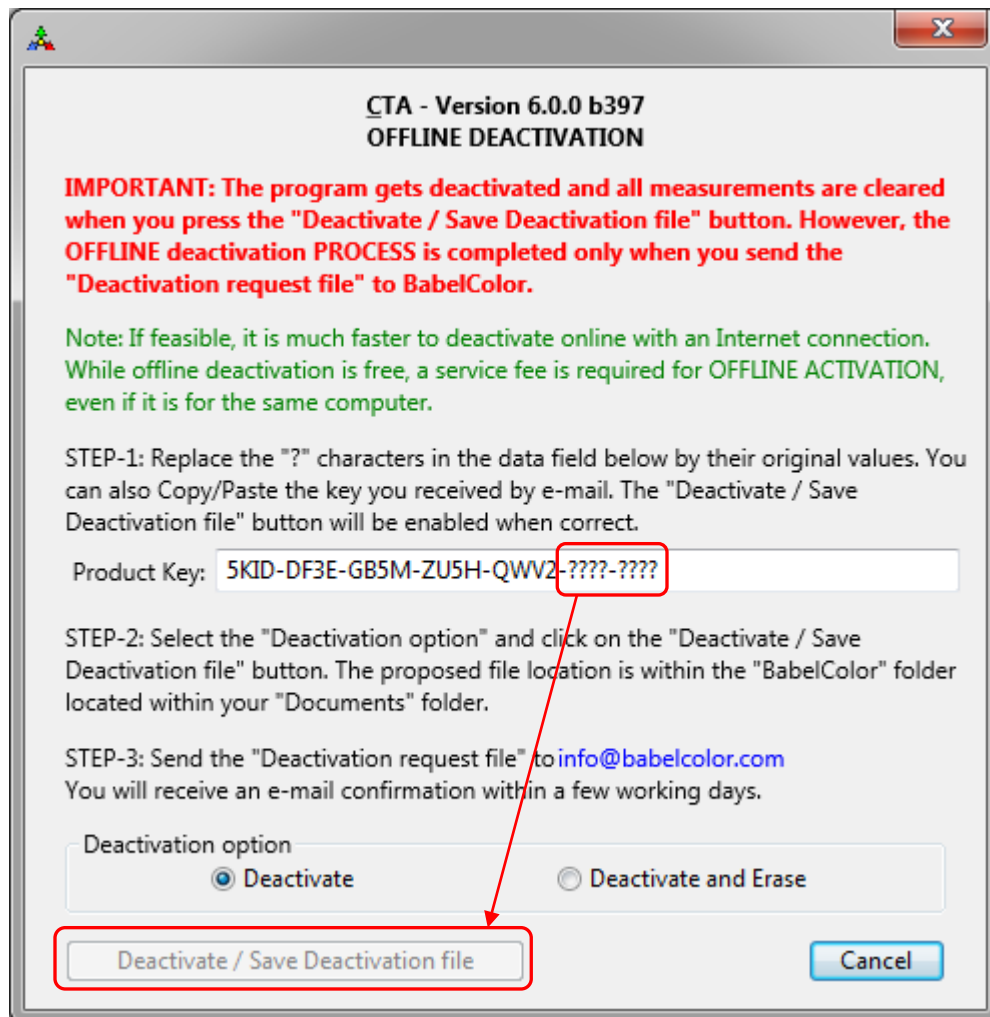 CTA - Version 6.0.0 b397
OFFLINE DEACTIVATION
IMPORTANT: The program gets deactivated and all measurements are cleared
when you press the "Deactivate / Save Deactivation file" button. However, the
OFFLINE deactivation PROCESS is completed only when you send the
"Deactivation request file" to BabelColor.
Note: If feasible, it is much faster to deactivate online with an Internet connection.
While offline deactivation is free, a service fee is required for OFFLINE ACTIVATION,
even if it is for the same computer.
STEP-1: Replace the "?" characters in the data field below by their original values. You
can also Copy/Paste the key you received by e-mail. The "Deactivate / Save
Deactivation file" button will be enabled when correct.
Product Key: 5KID-DF3E-GB5M-ZU5H-QWV2-????-????
STEP-2: Select the "Deactivation option" and click on the "Deactivate / Save
Deactivation file" button. The proposed file location is within the "BabelColor" folder
located within your "Documents" folder.
STEP-3: Send the "Deactivation request file" to info@babelcolor.com
You will receive an e-mail confirmation within a few working days.
Deactivation option
Deactivate Deactivate and Erase
Deactivate / Save Deactivation file Cancel